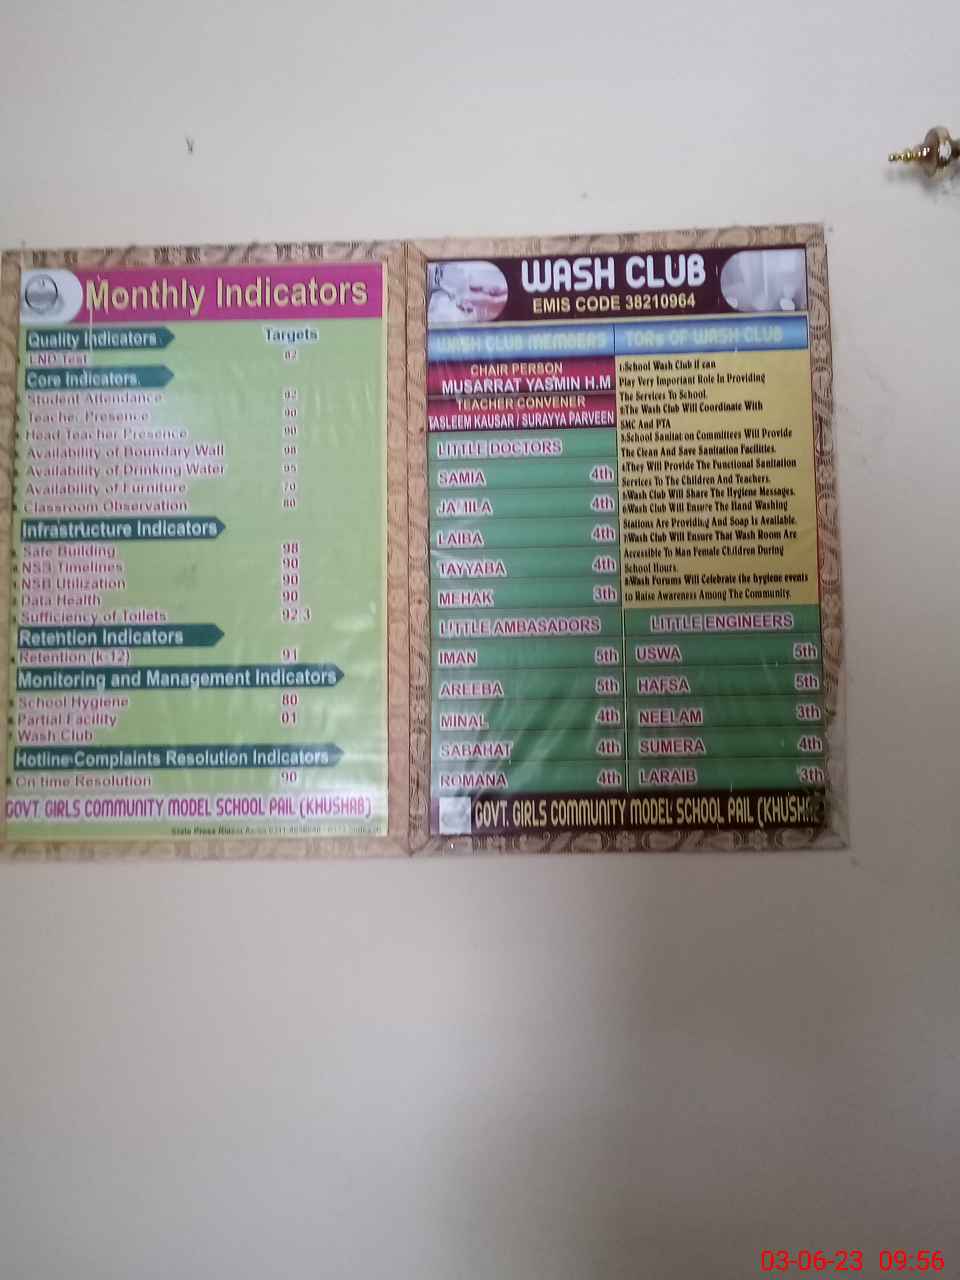 Monthly Indicators
Quality Indicators Targets
LND Test 82
Core Indicators
Student Attendance 92
Teacher Presence 90
Head Teacher Presence 90
Availability of Boundary Wall 98
Availability of Drinking Water 95
Availability of Furniture 70
Classroom Observation 80
Infrastructure Indicators
Safe Building 98
NSB Timelines 90
NSB Utilization 90
Data Health 90
Sufficiency of Toilets 92.3
Retention Indicators
Retention (k-12) 91
Monitoring and Management Indicators
School Hygiene 80
Partial Facility 01
Wash Club
Hotline Complaints Resolution Indicators
On time Resolution 90
GOVT GIRLS COMMUNITY MODEL SCHOOL PAIL (KHUSHAB)
WASH CLUB
EMIS CODE 38210964
WASH CLUB MEMBERS
CHAIR PERSON
MUSARRAT YASMIN H.M
TEACHER CONVENER
TASLEEM KAUSAR / SURAYYA PARVEEN
LITTLE DOCTORS
SAMIA 4th
JAMILA 4th
LAIBA 4th
TAYYABA 4th
MEHAK 3th
TORs OF WASH CLUB
1:School Wash Club if can
Play Very Important Role In Providing
The Services To School.
2:The Wash Club Will Coordinate With
SMC And PTA
3:School Sanitat on Committees Will Provide
The Clean And Save Sanitation Facilities.
4:They Will Provide The Functional Sanitation
Services To The Children And Teachers.
5:Wash Club Will Share The Hygiene Messages.
6:Wash Club Will Ensure The Hand Washing
Stations Are Providing And Soap Is Available.
7:Wash Club Will Ensure That Wash Room Are
Accessible To Man Female Children During
School Hours.
8:Wash Forums Will Celebrate the hygiene events
to Raise Awareness Among The Community.
LITTLE AMBASADORS
IMAN 5th
AREEBA 5th
MINAL 4th
SABAHAT 4th
ROMANA 4th
LITTLE ENGINEERS
USWA 5th
HAFSA 5th
NEELAM 3th
SUMERA 4th
LARAIB 3th
GOVT. GIRLS COMMUNITY MODEL SCHOOL PAIL (KHUSHAB
03-06-23 09:56